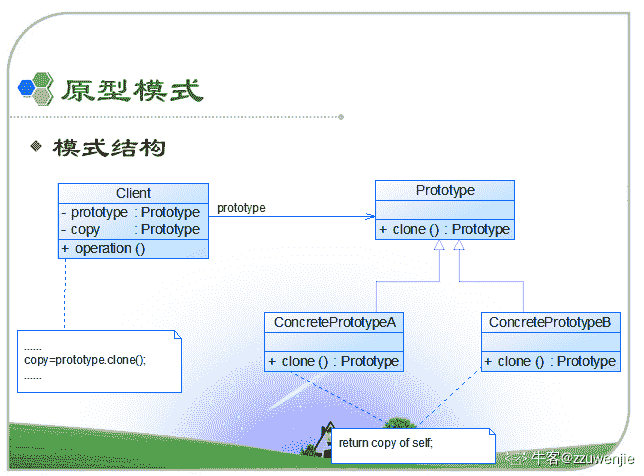 原型模式
模式结构
Client
- prototype : Prototype
- copy : Prototype
+ operation ()
prototype
Prototype
+ clone () : Prototype
ConcretePrototypeA
+ clone () : Prototype
ConcretePrototypeB
+ clone () : Prototype
......
copy=prototype.clone();
......
return copy of self;
牛客@zzuwenjie